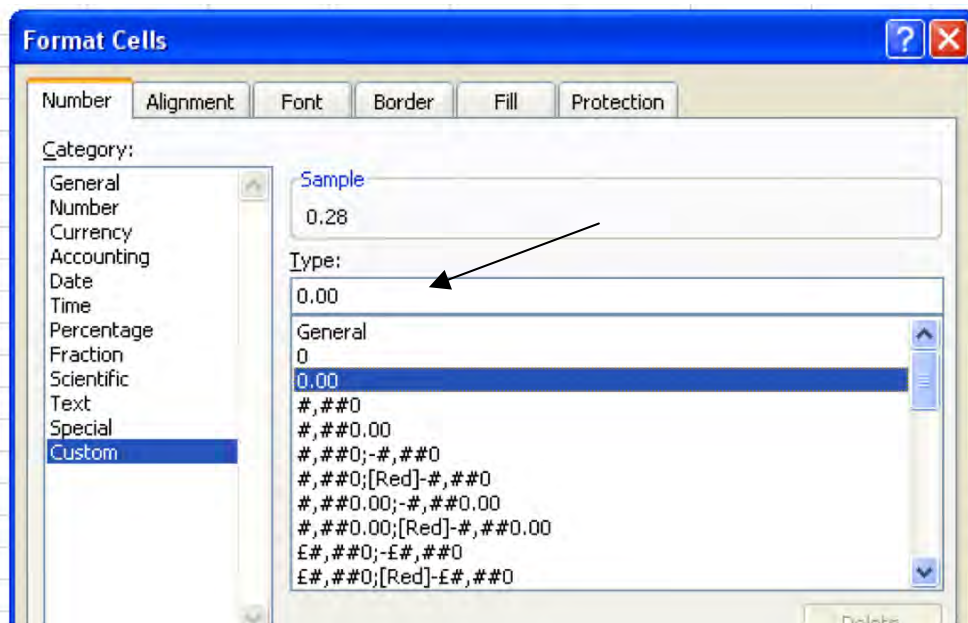 Format Cells
Number Alignment Font Border Fill Protection
Category:
General
Number
Currency
Accounting
Date
Time
Percentage
Fraction
Scientific
Text
Special
Custom
Sample
0.28
Type:
0.00
General
0
0.00
#,##0
#,##0.00
#,##0;-#,##0
#,##0;[Red]-#,##0
#,##0.00;-#,##0.00
#,##0.00;[Red]-#,##0.00
£#,##0;-£#,##0
£#,##0;[Red]-£#,##0
Delete